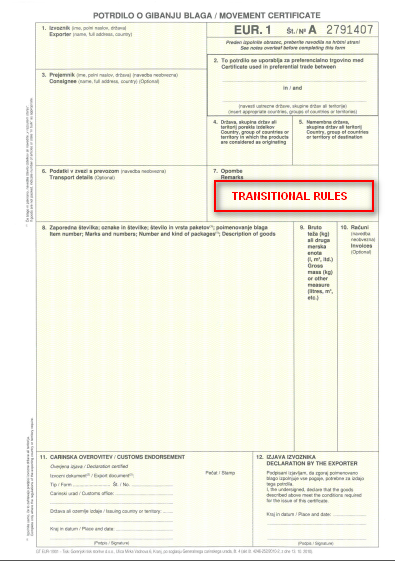 POTRDILO O GIBANJU BLAGA / MOVEMENT CERTIFICATE
1. Izvoznik (ime, polni naslov, država)
Exporter (name, full address, country)
EUR. 1 Št./Nº A 2791407
Preden izpolnite obrazec, preberite navodila na hrbtni strani
See notes overleaf before completing this form
2. To potrdilo se uporablja za preferencialno trgovino med
Certificate used in preferential trade between
in / and
(navesti ustrezne države, skupine držav ali teritorije)
(insert appropriate countries, groups of countries or territories)
3. Prejemnik (ime, polni naslov, država) (navedba neobvezna)
Consignee (name, full address, country) (Optional)
4. Država, skupina držav ali
teritorij porekla izdelkov
Country, group of countries
or territory in which the products
are considered as originating
5. Namembne država,
skupina držav ali teritorij
Country, group of countries
or territory of destination
6. Podatki v zvezi s prevozom (navedba neobvezna)
Transport details (Optional)
7. Opombe
Remarks
TRANSITIONAL RULES
8. Zaporedna številka; oznake in številke; število in vrsta paketov⁽¹⁾; poimenovanje blaga
Item number; Marks and numbers; Number and kind of packages⁽¹⁾; Description of goods
9. Bruto
teža (kg)
ali druga
merska
enota
(l, m³, itd.)
Gross
mass (kg)
or other
measure
(litres, m³,
etc.)
10. Računi
(navedba
neobvezna)
Invoices
(Optional)
11. CARINSKA OVEROVITEV / CUSTOMS ENDORSEMENT
Overjena izjava / Declaration certified
Izvozni dokument⁽²⁾ / Export document⁽²⁾
Tip / Form Št. / No.
Carinski urad / Customs office:
Država ali teritorij izdaje / Issuing country or territory:
Kraj in datum / Place and date:
(Podpis / Signature)
Pečat / Stamp
12. IZJAVA IZVOZNIKA
DECLARATION BY THE EXPORTER
Podpisani izjavljam, da zgoraj poimenovano
blago izpolnjuje vse pogoje, potrebne za izdajo
tega potrdila.
I, the undersigned, declare that the goods
described above meet the conditions required
for the issue of this certificate.
Kraj in datum / Place and date:
(Podpis / Signature)